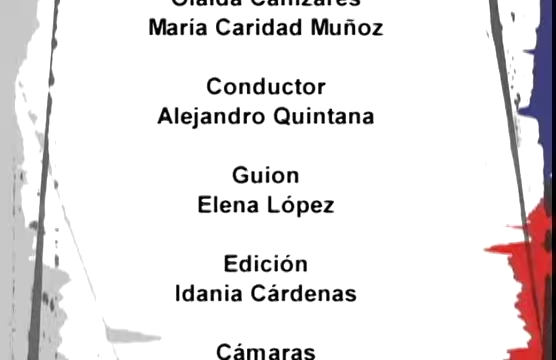 María Caridad Muñoz
Conductor
Alejandro Quintana
Guion
Elena López
Edición
Idania Cárdenas
Cámaras